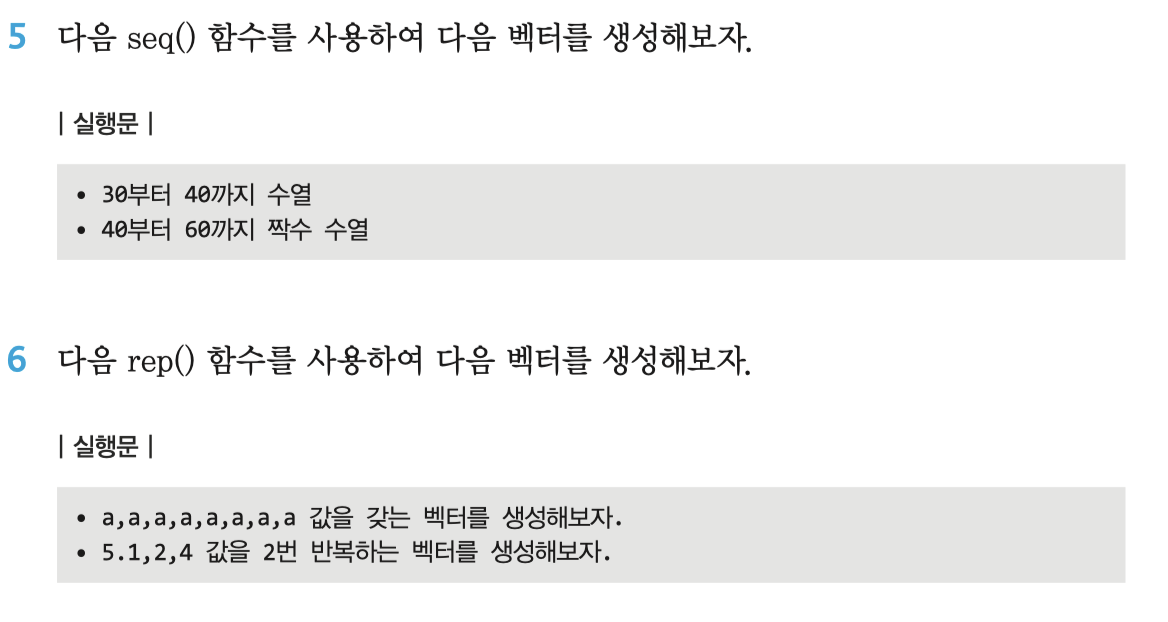 5 다음 seq() 함수를 사용하여 다음 벡터를 생성해보자.
| 실행문 |
• 30부터 40까지 수열
• 40부터 60까지 짝수 수열
6 다음 rep() 함수를 사용하여 다음 벡터를 생성해보자.
| 실행문 |
• a,a,a,a,a,a,a,a 값을 갖는 벡터를 생성해보자.
• 5.1,2,4 값을 2번 반복하는 벡터를 생성해보자.